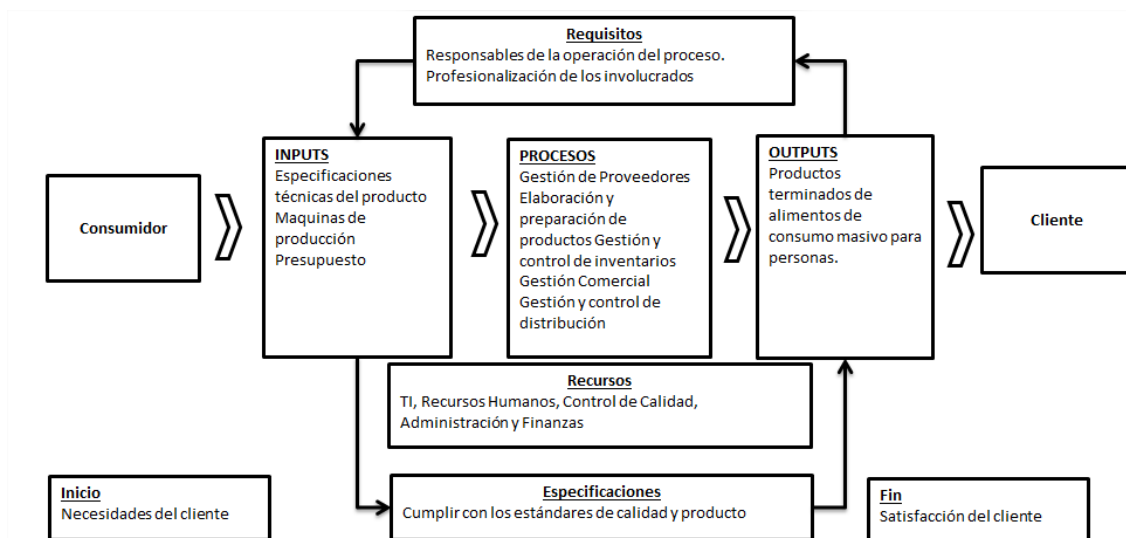 Requisitos
Responsables de la operación del proceso.
Profesionalización de los involucrados
Consumidor
INPUTS
Especificaciones
técnicas del producto
Maquinas de
producción
Presupuesto
PROCESOS
Gestión de Proveedores
Elaboración y
preparación de
productos Gestión y
control de inventarios
Gestión Comercial
Gestión y control de
distribución
OUTPUTS
Productos
terminados de
alimentos de
consumo masivo para
personas.
Cliente
Recursos
TI, Recursos Humanos, Control de Calidad,
Administración y Finanzas
Inicio
Necesidades del cliente
Especificaciones
Cumplir con los estándares de calidad y producto
Fin
Satisfacción del cliente